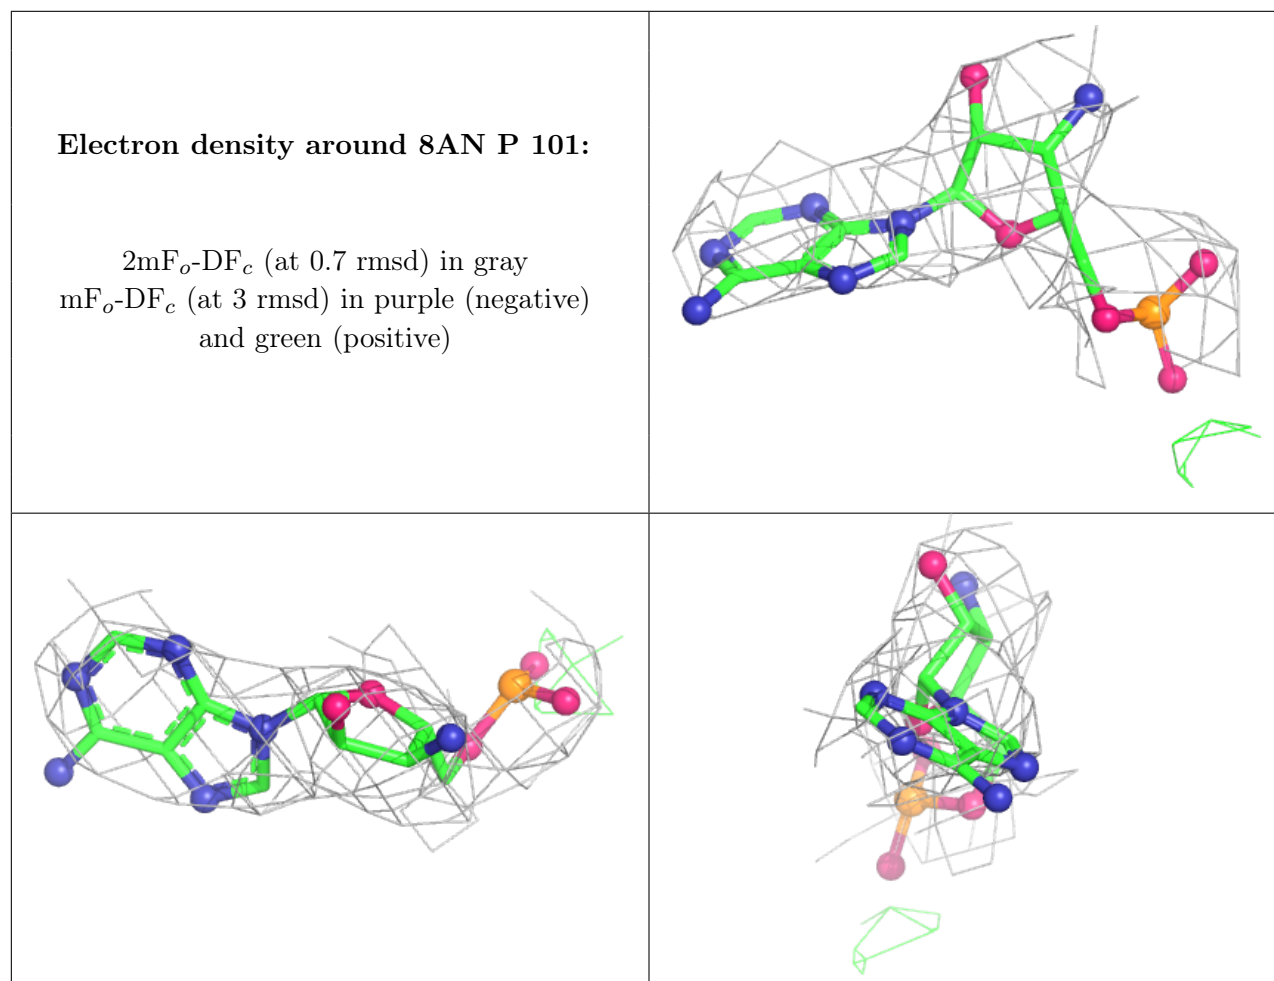 Electron density around 8AN P 101:
2mFo-DFc (at 0.7 rmsd) in gray
mFo-DFc (at 3 rmsd) in purple (negative)
and green (positive)